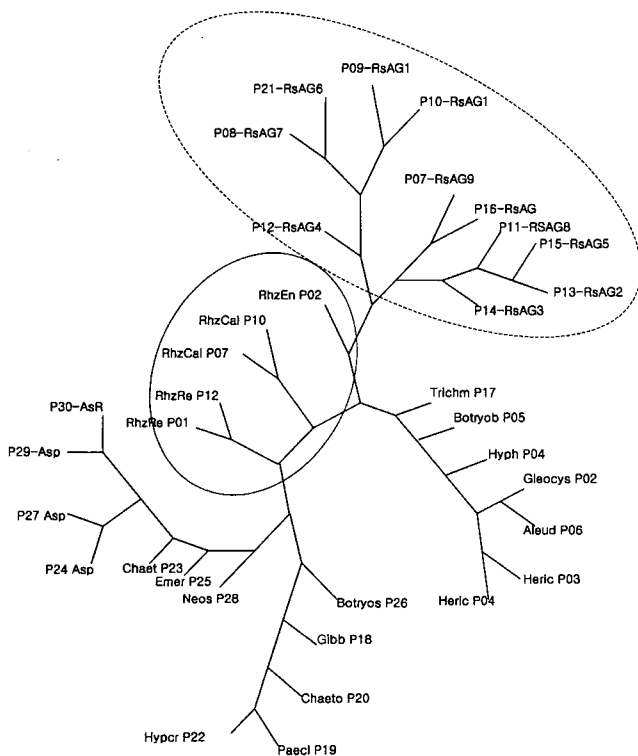 P09-RsAG1
P21-RsAG6
P10-RsAG1
P08-RsAG7
P07-RsAG9
P16-RsAG
P12-RsAG4
P11-RSAG8
P15-RsAG5
RhzEn P02
P13-RsAG2
P14-RsAG3
RhzCal P10
RhzCal P07
Trichm P17
RhzRe P12
Botryob P05
P30-AsR
RhzRe P01
Hyph P04
P29-Asp
Gleocys P02
P27 Asp
Aleud P06
P24 Asp
Chaet P23
Emer P25
Heric P03
Neos P28
Botryos P26
Heric P04
Gibb P18
Chaeto P20
Hypcr P22
Paecl P19